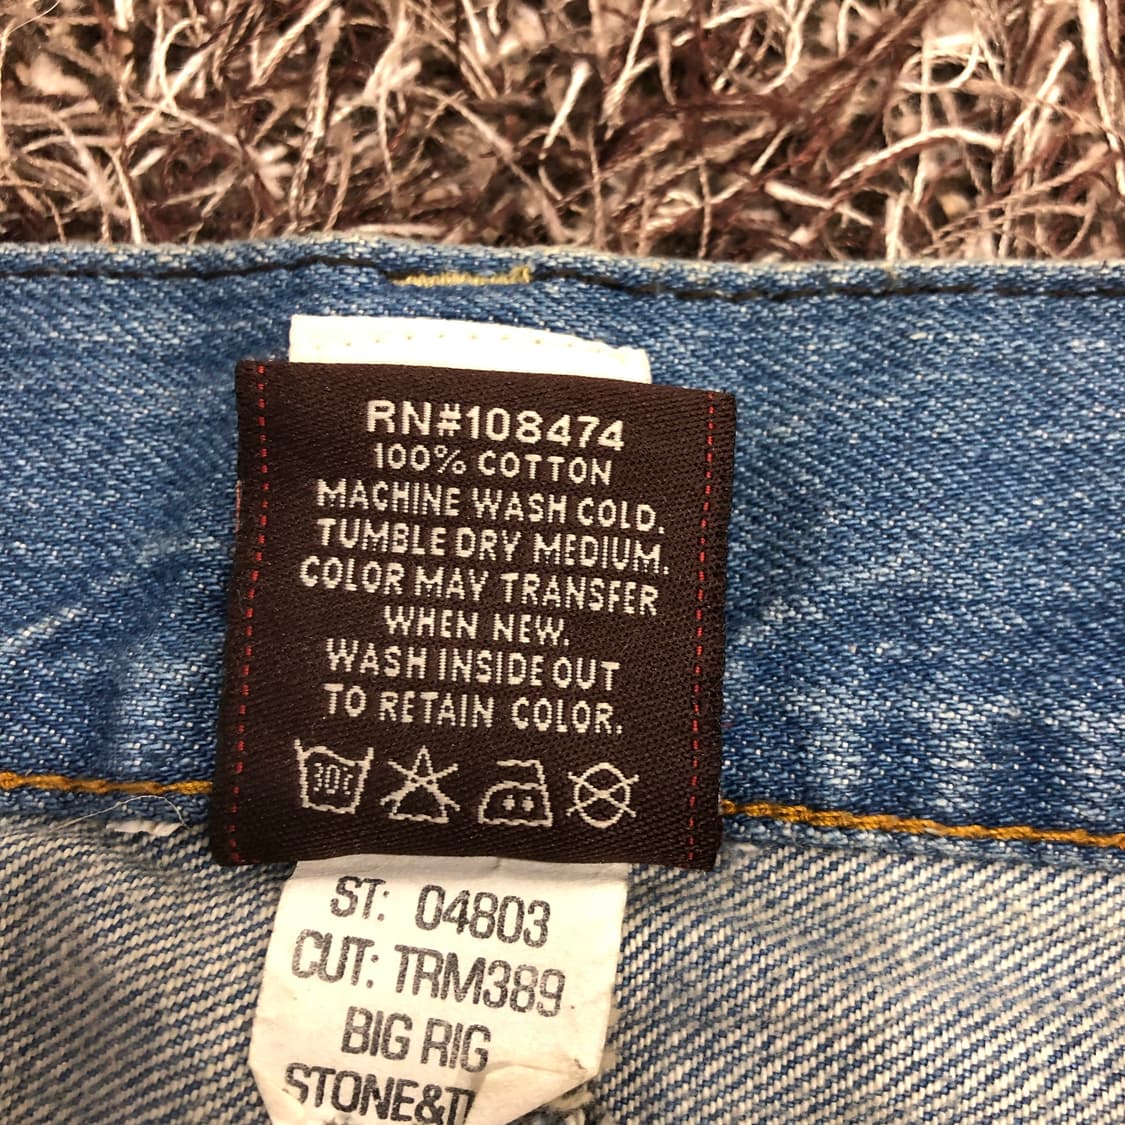 RN#108474
100% COTTON
MACHINE WASH COLD.
TUMBLE DRY MEDIUM.
COLOR MAY TRANSFER
WHEN NEW.
WASH INSIDE OUT
TO RETAIN COLOR.
30c
ST: 04803
CUT: TRM389
BIG RIG